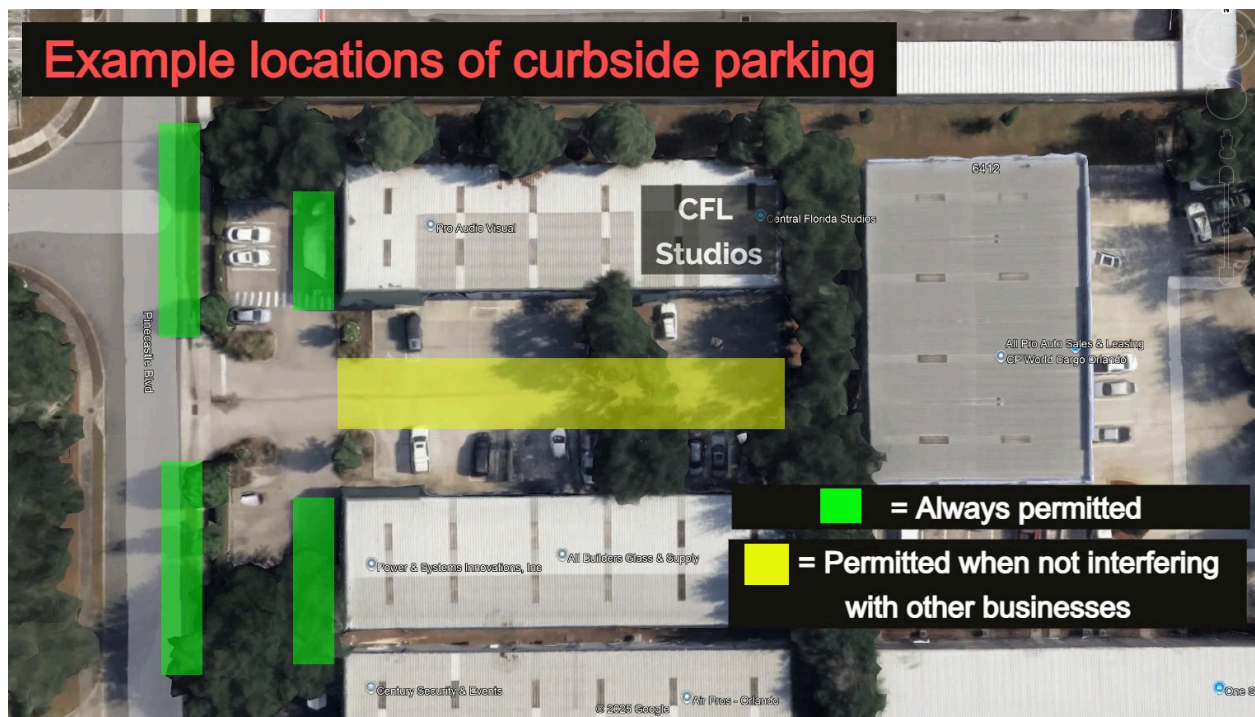 Example locations of curbside parking
6412
CFL
Studios
Central Florida Studios
Pro Audio Visual
Pinecastle Blvd
All Pro Auto Sales & Leasing
CP World Cargo Orlando
= Always permitted
All Builders Glass & Supply
Power & Systems Innovations, Inc
= Permitted when not interfering
with other businesses
Century Security & Events
Air Pros - Orlando
© 2025 Google
One S